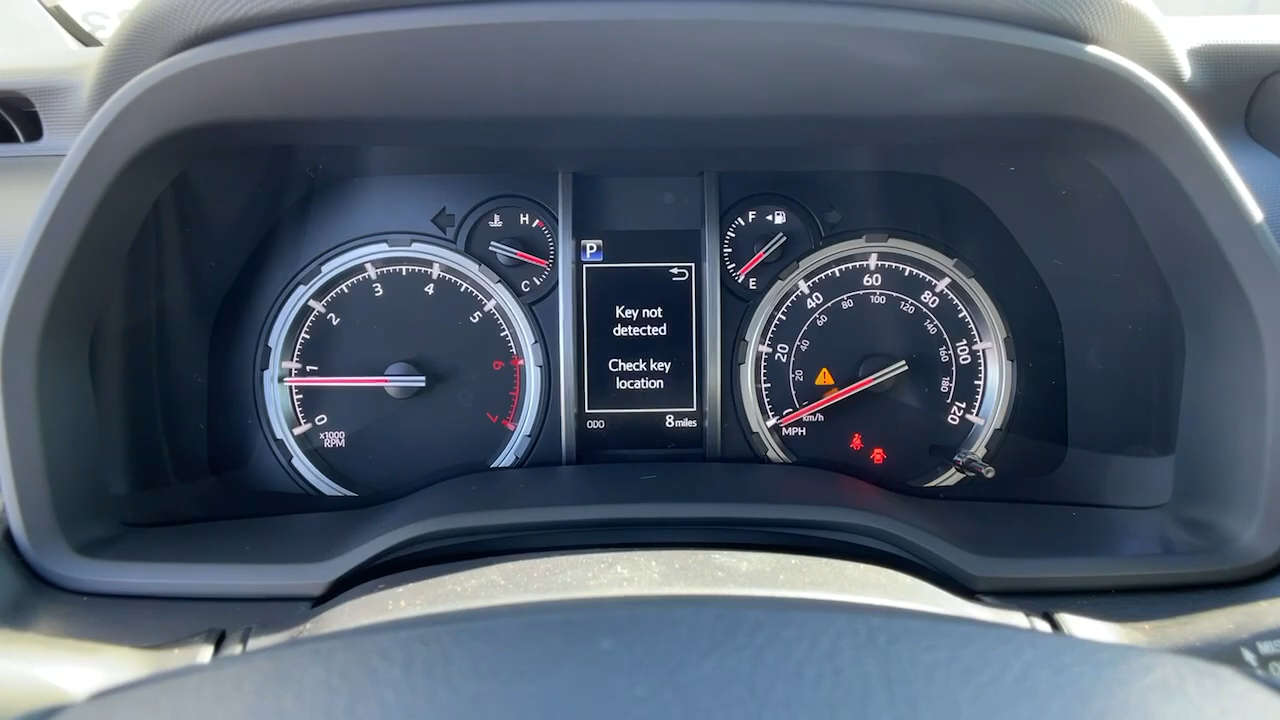 P
Key not
detected
Check key
location
ODO 8 miles
H
C
F
E
0
1
2
3
4
5
6
7
x1000
RPM
20
40
60
80
100
120
20
40
60
80
100
120
140
160
180
km/h
MPH